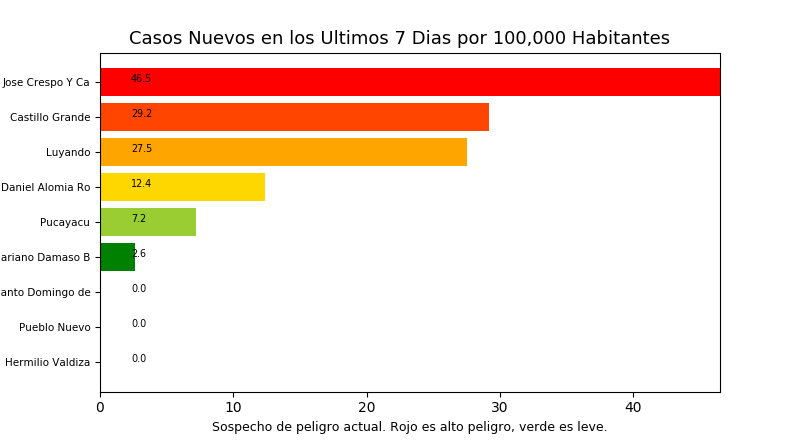 Casos Nuevos en los Ultimos 7 Dias por 100,000 Habitantes
Jose Crespo Y Ca 46.5
Castillo Grande 29.2
Luyando 27.5
Daniel Alomia Ro 12.4
Pucayacu 7.2
ariano Damaso B 2.6
anto Domingo de 0.0
Pueblo Nuevo 0.0
Hermilio Valdiza 0.0
0 10 20 30 40
Sospecho de peligro actual. Rojo es alto peligro, verde es leve.